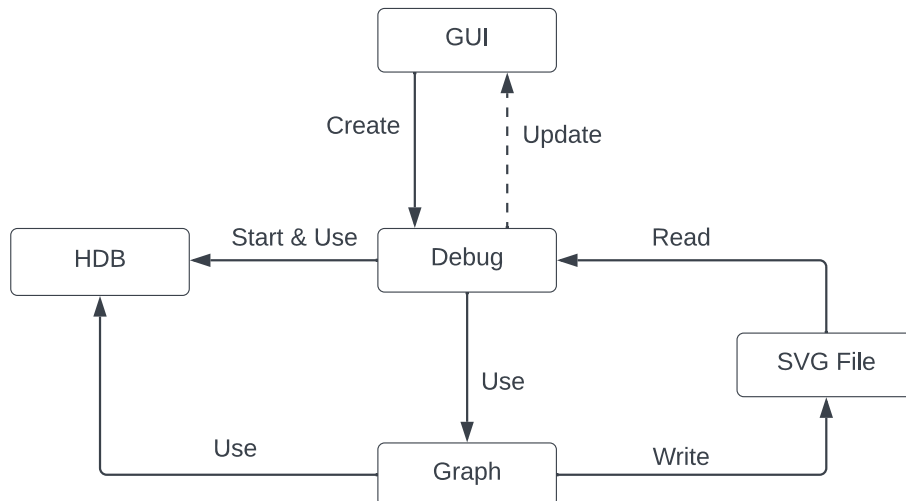 GUI
Create
Update
Start & Use
Read
HDB
Debug
SVG File
Use
Use
Graph
Write